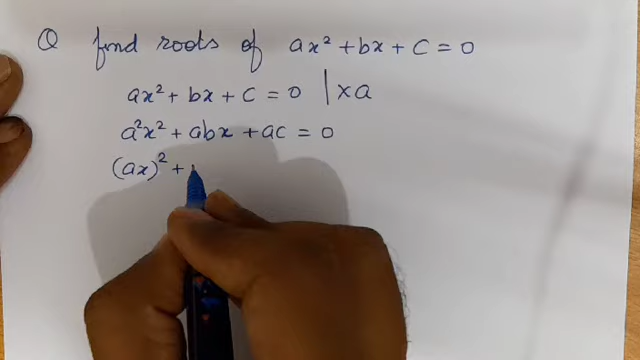 Q find roots of ax² + bx + c = 0
ax² + bx + c = 0 | × a
a²x² + abx + ac = 0
(ax)² +